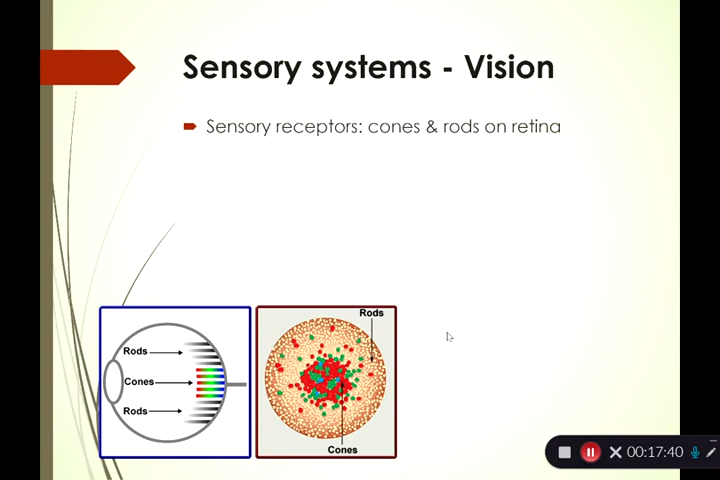 Sensory systems - Vision
Sensory receptors: cones & rods on retina
Rods
Cones
Rods
Rods
Cones
00:17:40